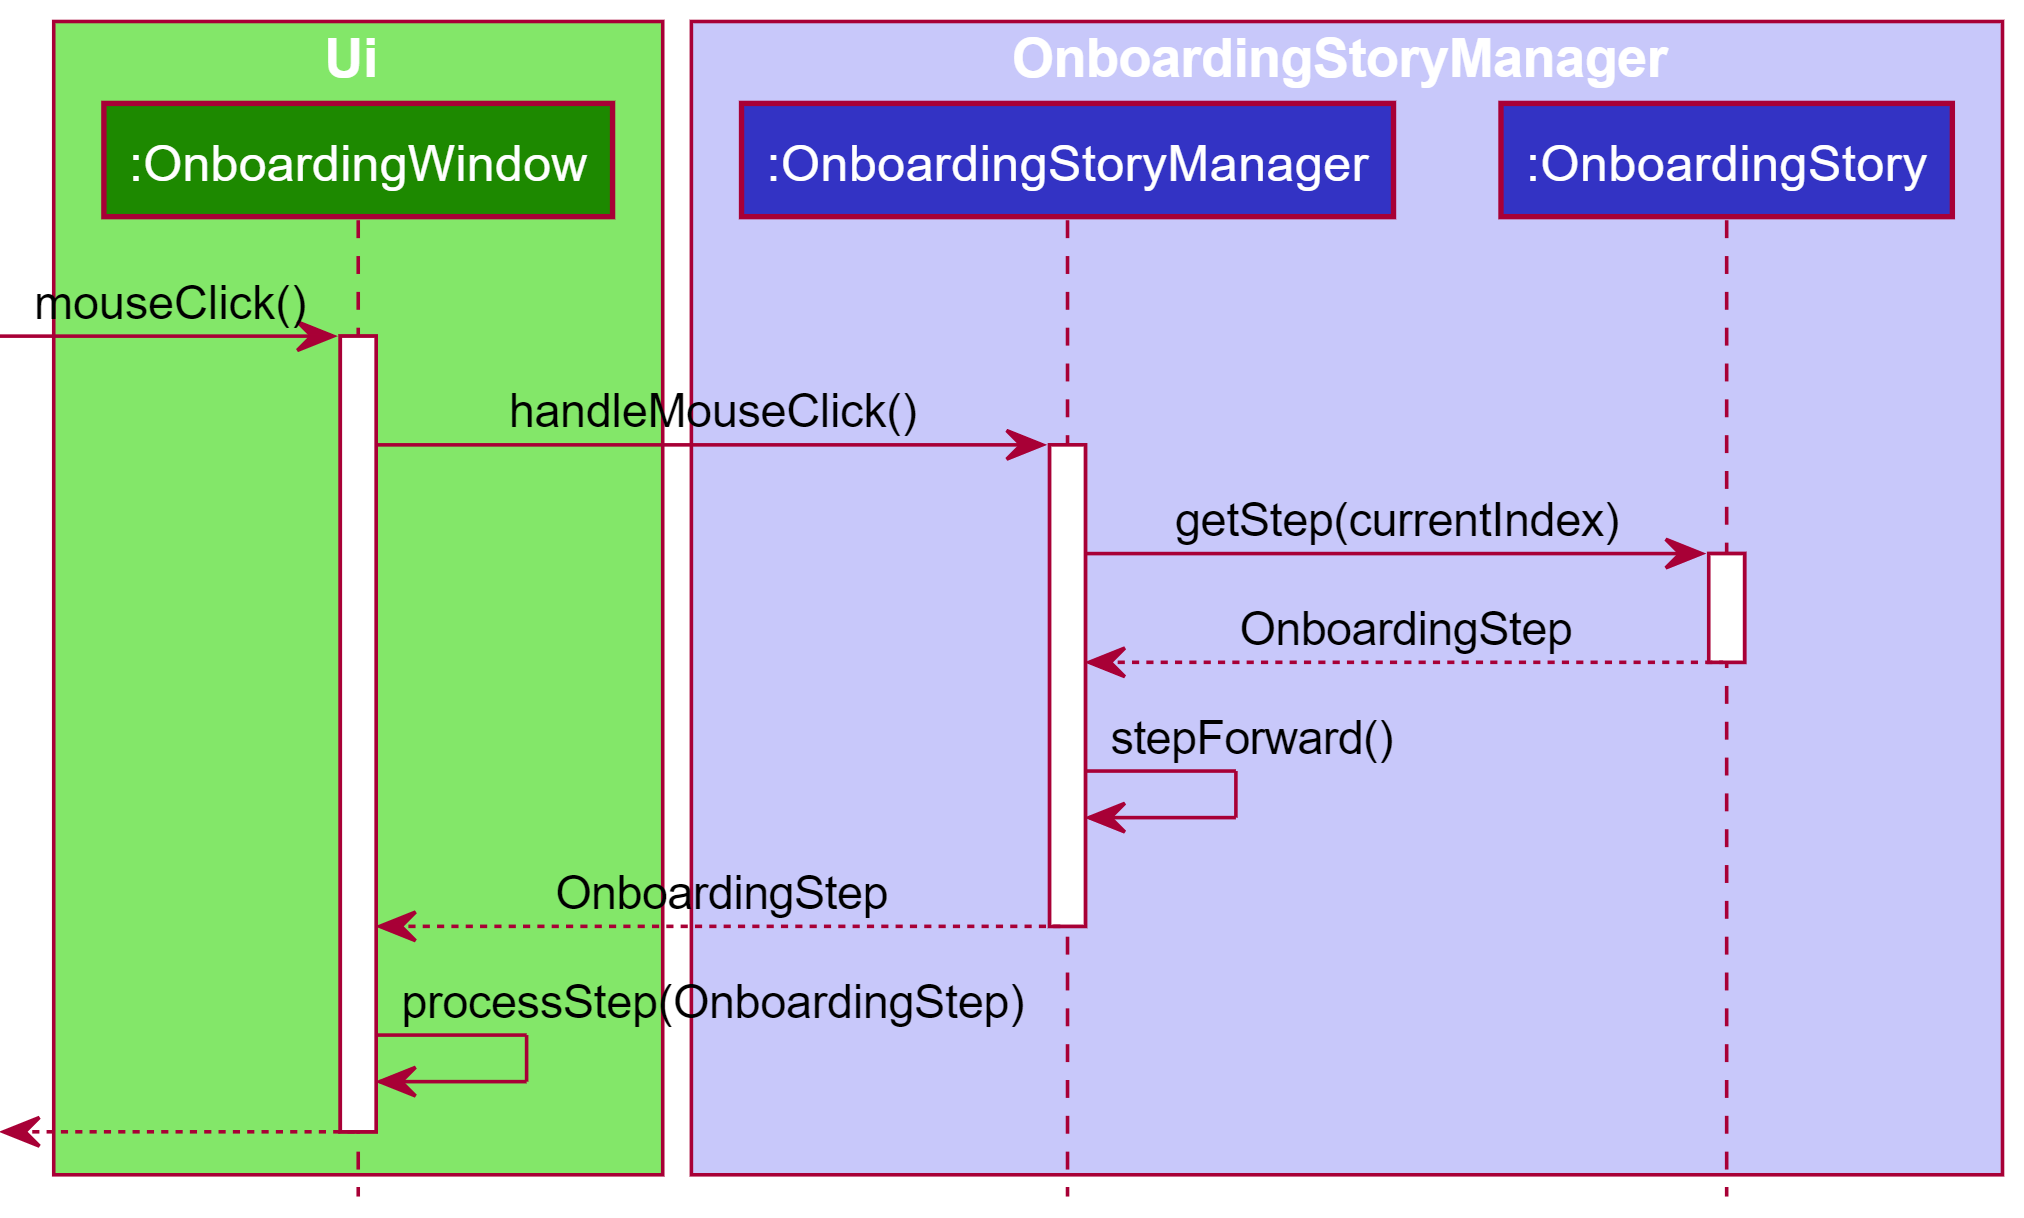 Ui
OnboardingStoryManager
:OnboardingWindow
:OnboardingStoryManager
:OnboardingStory
mouseClick()
handleMouseClick()
getStep(currentIndex)
OnboardingStep
stepForward()
OnboardingStep
processStep(OnboardingStep)